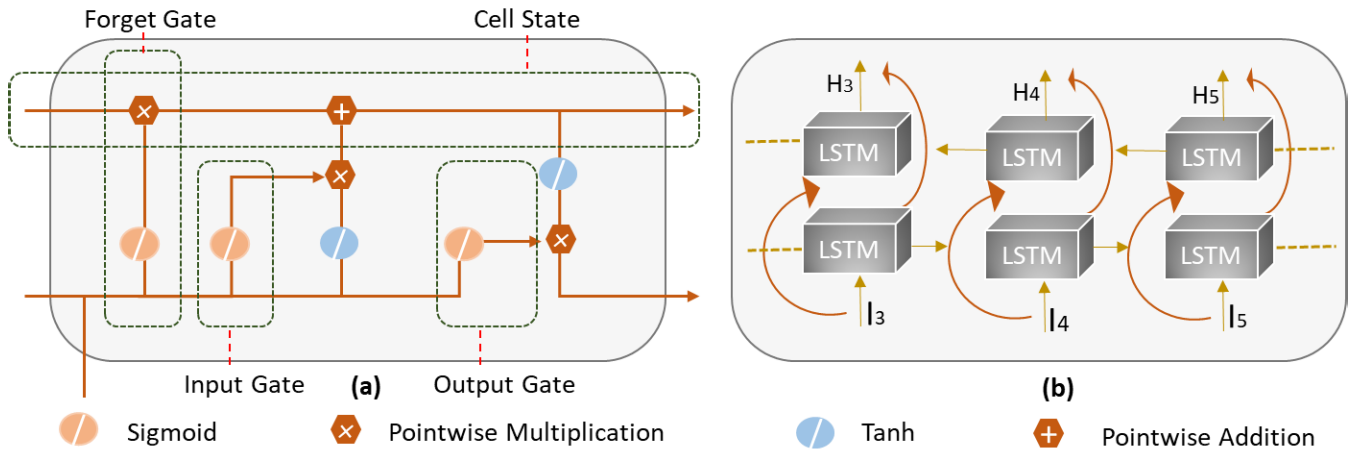 Forget Gate
Cell State
Input Gate
(a)
Output Gate
H3
H4
H5
LSTM
LSTM
LSTM
LSTM
LSTM
LSTM
I3
I4
I5
(b)
Sigmoid
Pointwise Multiplication
Tanh
Pointwise Addition